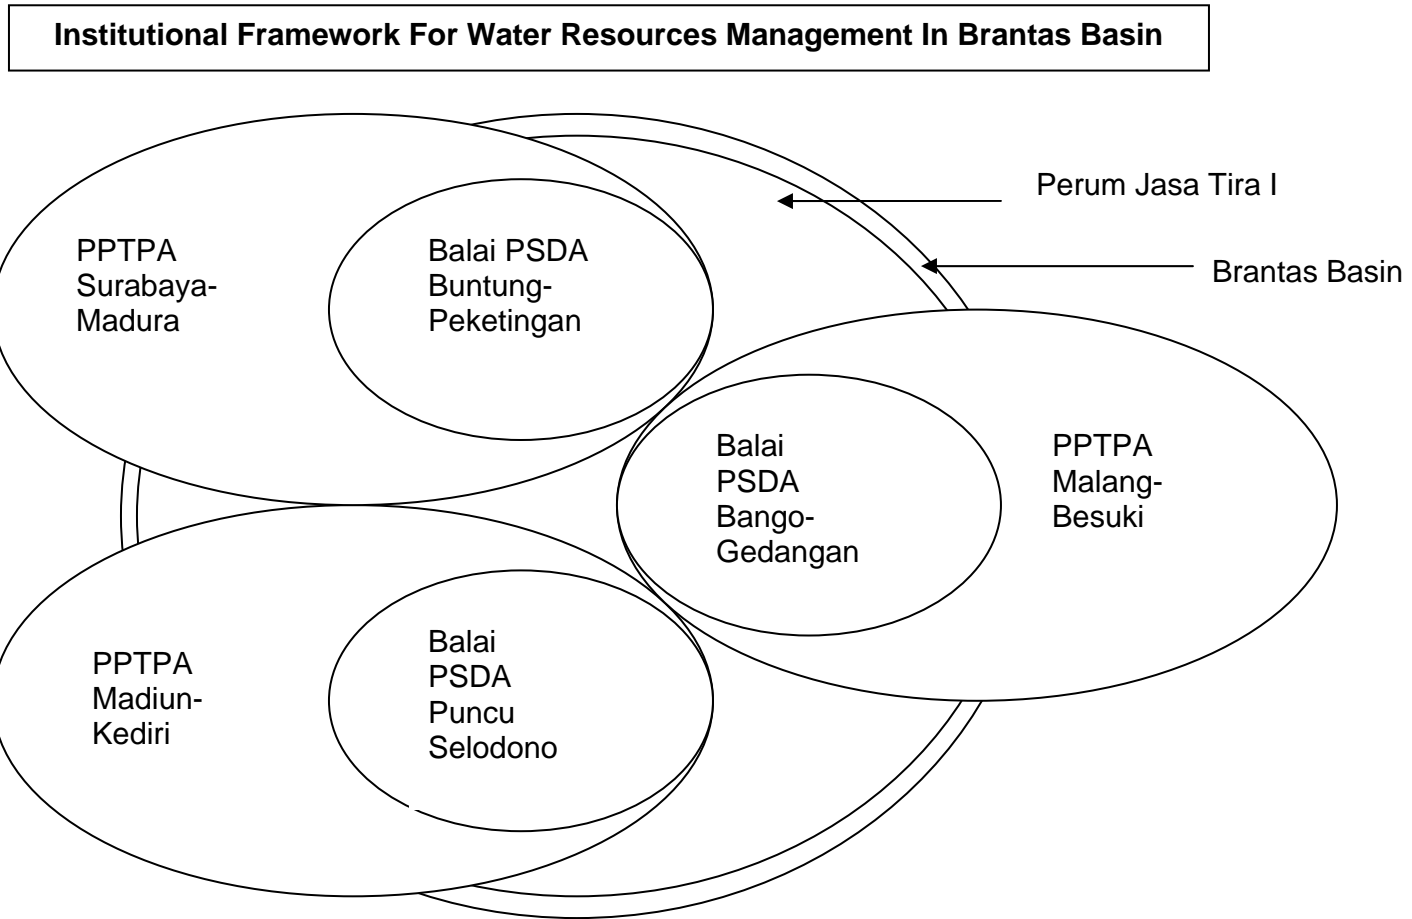 Institutional Framework For Water Resources Management In Brantas Basin
Perum Jasa Tira I
Brantas Basin
PPTPA
Surabaya-
Madura
Balai PSDA
Buntung-
Peketingan
Balai
PSDA
Bango-
Gedangan
PPTPA
Malang-
Besuki
PPTPA
Madiun-
Kediri
Balai
PSDA
Puncu
Selodono